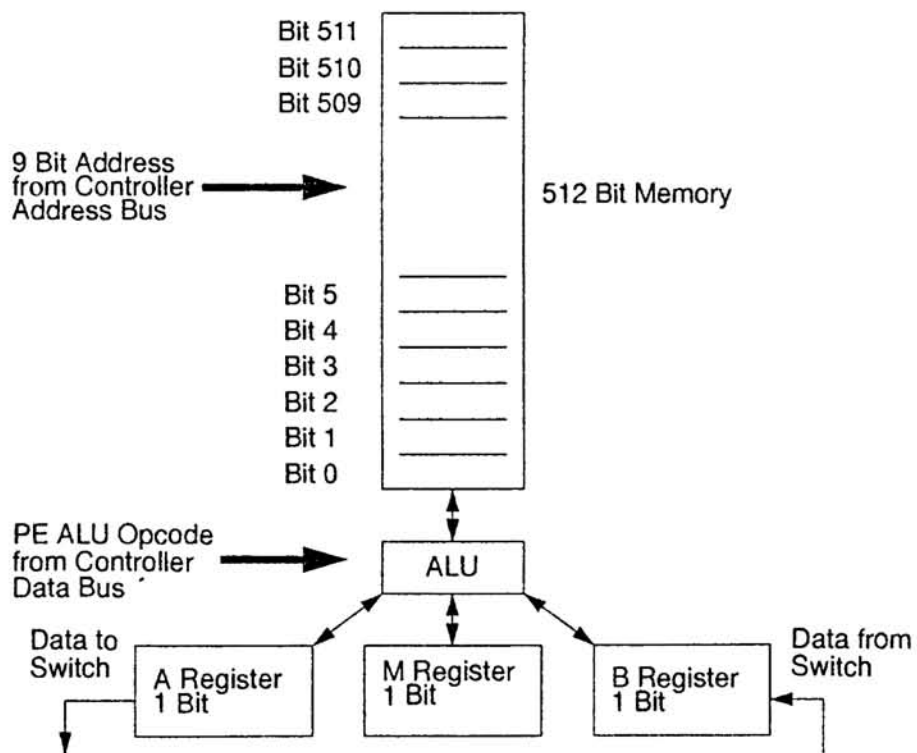 Bit 511
Bit 510
Bit 509
9 Bit Address
from Controller
Address Bus
512 Bit Memory
Bit 5
Bit 4
Bit 3
Bit 2
Bit 1
Bit 0
PE ALU Opcode
from Controller
Data Bus
ALU
Data to
Switch
A Register
1 Bit
M Register
1 Bit
B Register
1 Bit
Data from
Switch